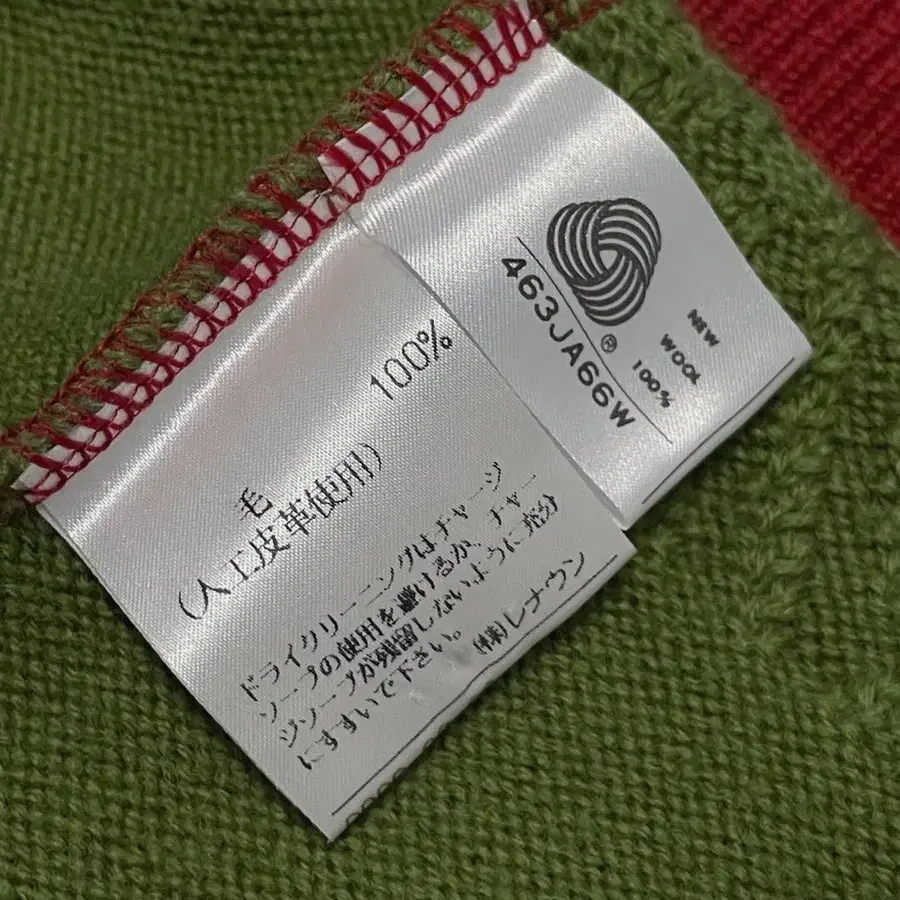 毛
100%
(人工皮革使用)
ドライクリーニングはチャージ
ソープの使用を避けるか、チャー
ジソープが残留しないように充分
にすすいで下さい。
(株)レナウン
463JA66W
®
NEW
WOOL
100%